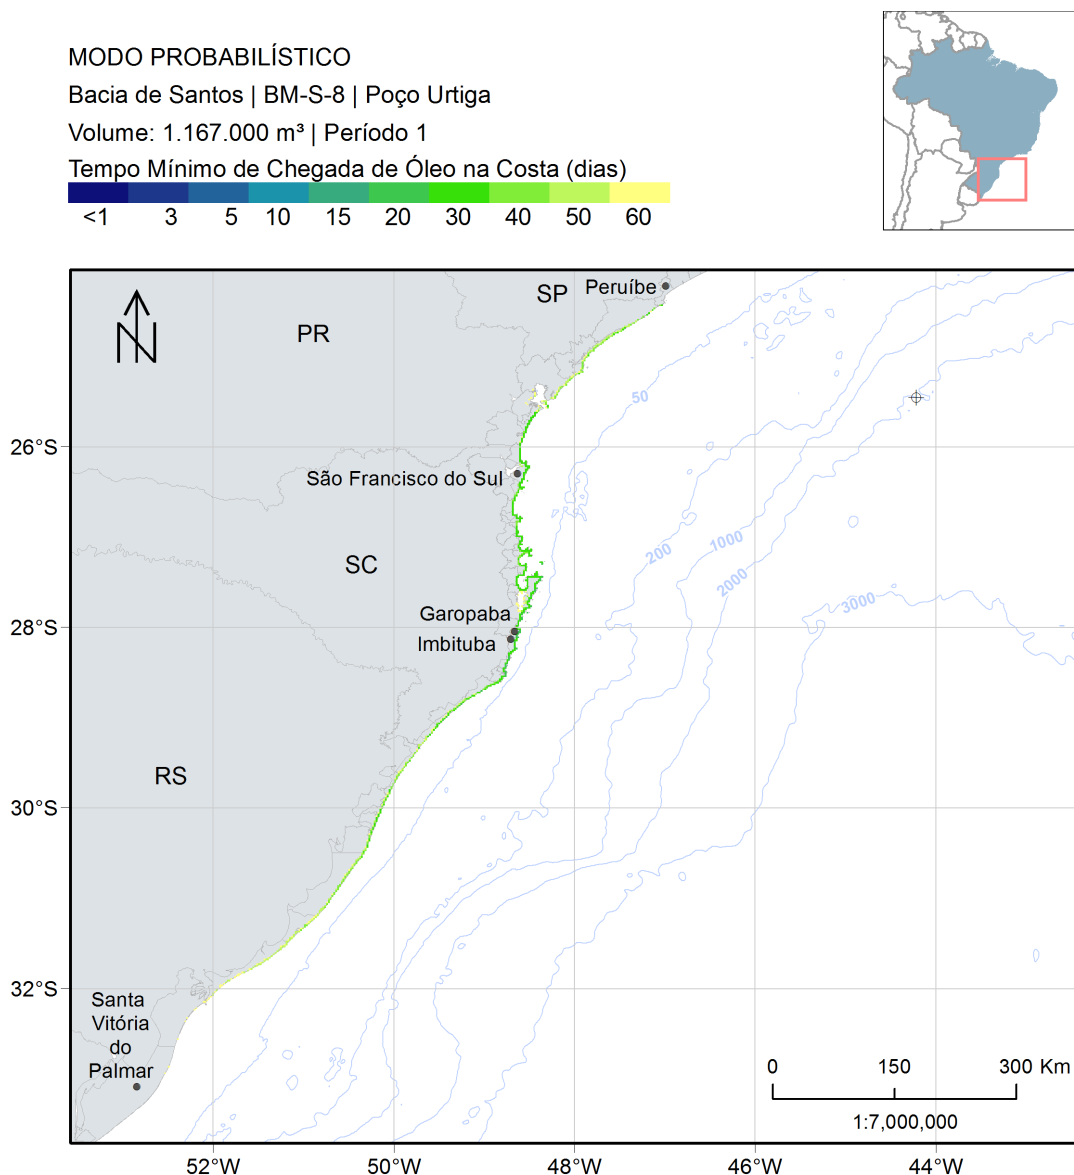 MODO PROBABILÍSTICO
Bacia de Santos | BM-S-8 | Poço Urtiga
Volume: 1.167.000 m³ | Período 1
Tempo Mínimo de Chegada de Óleo na Costa (dias)
<1 3 5 10 15 20 30 40 50 60
N
SP
Peruíbe
PR
50
26°S
São Francisco do Sul
200
1000
SC
2000
3000
Garopaba
28°S
Imbituba
RS
30°S
32°S
Santa
Vitória
do
Palmar
0 150 300 Km
1:7,000,000
52°W 50°W 48°W 46°W 44°W